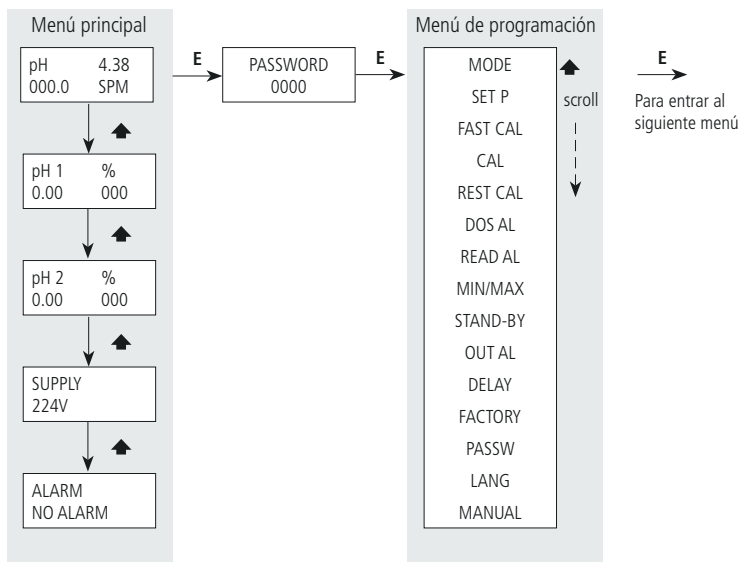 Menú principal
pH 4.38
000.0 SPM
pH 1 %
0.00 000
pH 2 %
0.00 000
SUPPLY
224V
ALARM
NO ALARM
E
PASSWORD
0000
E
Menú de programación
MODE
SET P
FAST CAL
CAL
REST CAL
DOS AL
READ AL
MIN/MAX
STAND-BY
OUT AL
DELAY
FACTORY
PASSW
LANG
MANUAL
scroll
E
Para entrar al
siguiente menú